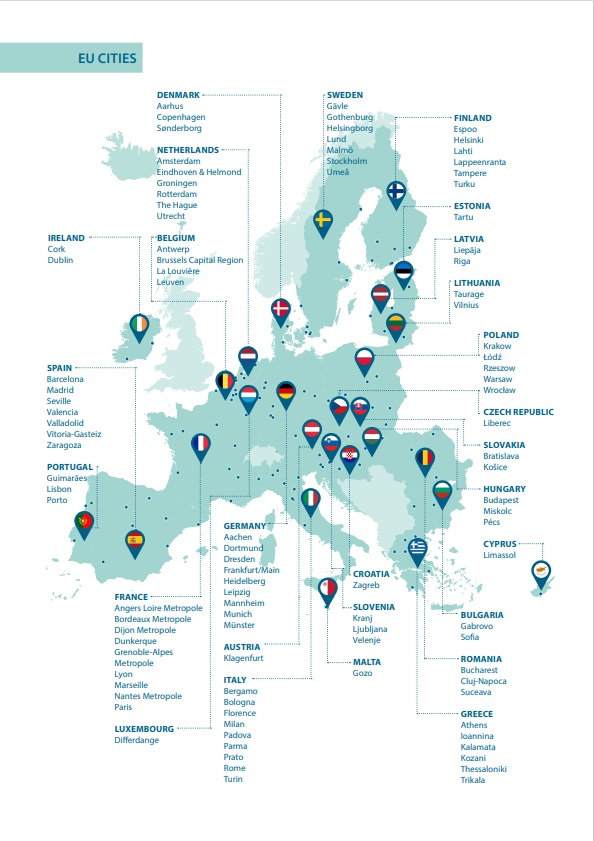 EU CITIES
DENMARK
Aarhus
Copenhagen
Sønderborg
NETHERLANDS
Amsterdam
Eindhoven & Helmond
Groningen
Rotterdam
The Hague
Utrecht
SWEDEN
Gävle
Gothenburg
Helsingborg
Lund
Malmö
Stockholm
Umeå
FINLAND
Espoo
Helsinki
Lahti
Lappeenranta
Tampere
Turku
ESTONIA
Tartu
IRELAND
Cork
Dublin
BELGIUM
Antwerp
Brussels Capital Region
La Louvière
Leuven
LATVIA
Liepāja
Riga
LITHUANIA
Taurage
Vilnius
POLAND
Krakow
Łódź
Rzeszow
Warsaw
Wrocław
SPAIN
Barcelona
Madrid
Seville
Valencia
Valladolid
Vitoria-Gasteiz
Zaragoza
CZECH REPUBLIC
Liberec
SLOVAKIA
Bratislava
Košice
PORTUGAL
Guimarães
Lisbon
Porto
HUNGARY
Budapest
Miskolc
Pécs
GERMANY
Aachen
Dortmund
Dresden
Frankfurt/Main
Heidelberg
Leipzig
Mannheim
Munich
Münster
CYPRUS
Limassol
CROATIA
Zagreb
FRANCE
Angers Loire Metropole
Bordeaux Metropole
Dijon Metropole
Dunkerque
Grenoble-Alpes
Metropole
Lyon
Marseille
Nantes Metropole
Paris
SLOVENIA
Kranj
Ljubljana
Velenje
BULGARIA
Gabrovo
Sofia
AUSTRIA
Klagenfurt
MALTA
Gozo
ROMANIA
Bucharest
Cluj-Napoca
Suceava
ITALY
Bergamo
Bologna
Florence
Milan
Padova
Parma
Prato
Rome
Turin
GREECE
Athens
Ioannina
Kalamata
Kozani
Thessaloniki
Trikala
LUXEMBOURG
Differdange